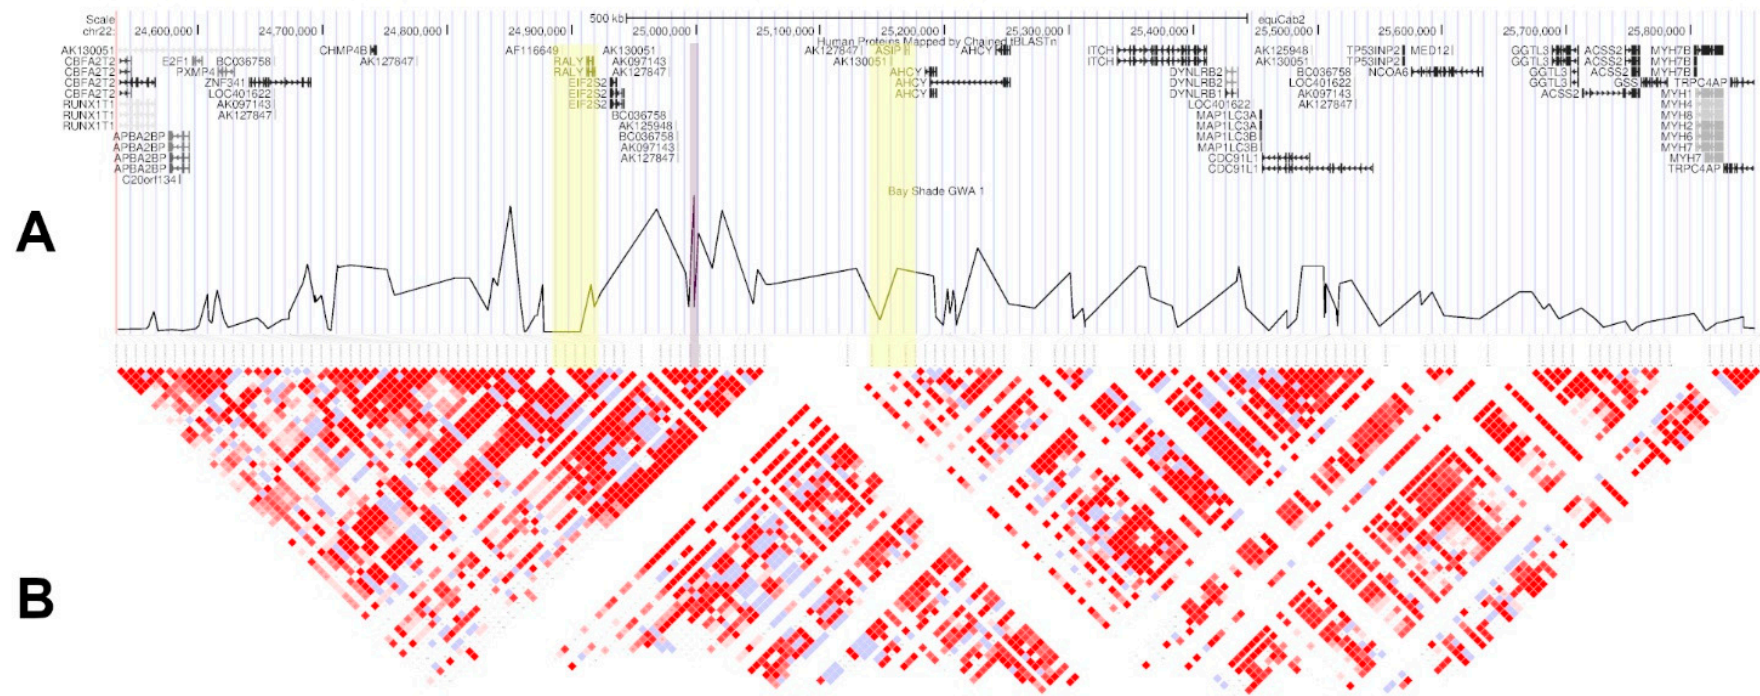 Scale 500 kb equCab2
chr22: 24,600,000 24,700,000 24,800,000 24,900,000 25,000,000 25,100,000 25,200,000 25,300,000 25,400,000 25,500,000 25,600,000 25,700,000 25,800,000
Human Proteins Mapped by Chained tBLASTn
AK130051 CHMP4B AF116649 AK130051 AK127847 ASIP AHCY ITCH AK125948 TP53INP2 MED12 GGTL3 ACSS2 MYH7B
CBFA2T2 E2F1 BC036758 AK127847 RALY AK097143 AK130051 ITCH AK130051 TP53INP2 GGTL3 ACSS2 MYH7B
CBFA2T2 PXMP4 RALY AK127847 AHCY DYNLRB2 BC036758 NCOA6 GGTL3 ACSS2 MYH7B
CBFA2T2 ZNF341 EIF2S2 AHCY DYNLRB2 LOC401622 GGTL3 GSS TRPC4AP
CBFA2T2 LOC401622 EIF2S2 AHCY DYNLRB1 AK097143 ACSS2 MYH1
RUNX1T1 AK097143 EIF2S2 LOC401622 AK127847 MYH4
RUNX1T1 AK127847 BC036758 MAP1LC3A MYH8
RUNX1T1 AK125948 MAP1LC3A MYH2
APBA2BP BC036758 MAP1LC3B MYH6
APBA2BP AK097143 MAP1LC3B MYH7
APBA2BP AK127847 CDC91L1 MYH7
APBA2BP CDC91L1 TRPC4AP
C20orf134
Bay Shade GWA 1
A
B